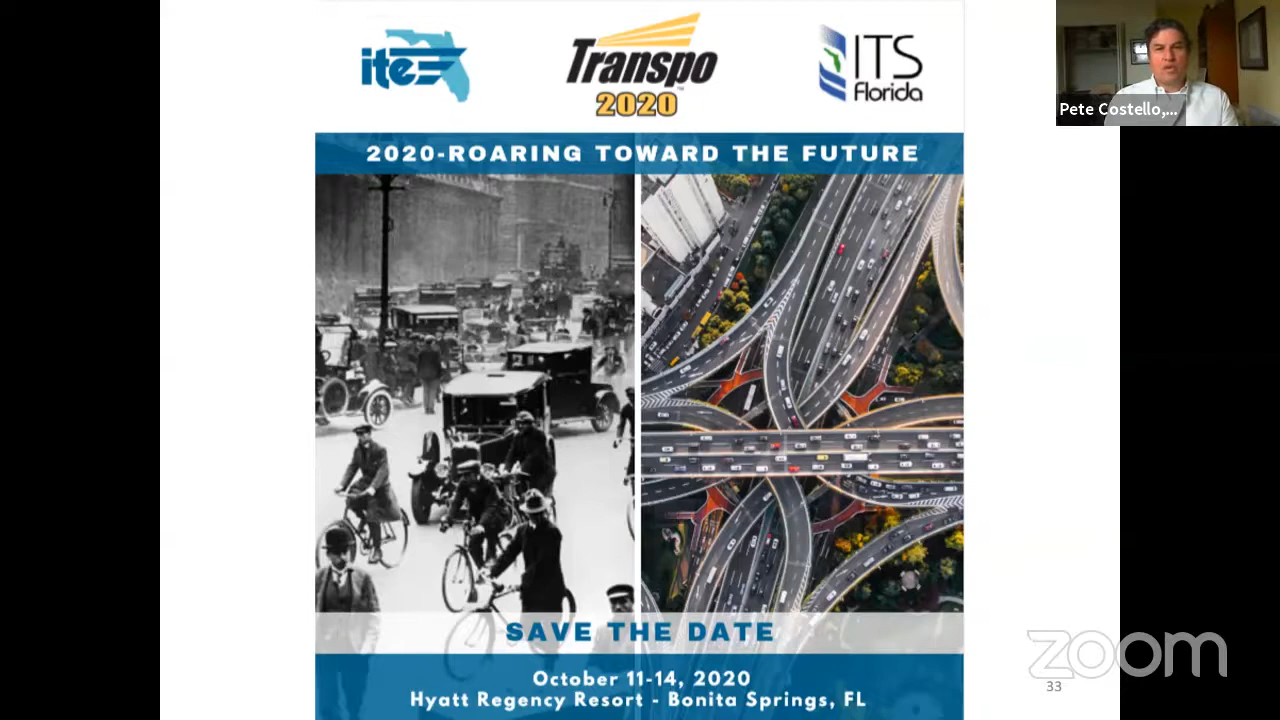 ite
Transpo
2020
ITS
Florida
Pete Costello,...
2020-ROARING TOWARD THE FUTURE
SAVE THE DATE
October 11-14, 2020
Hyatt Regency Resort - Bonita Springs, FL
zoom
33